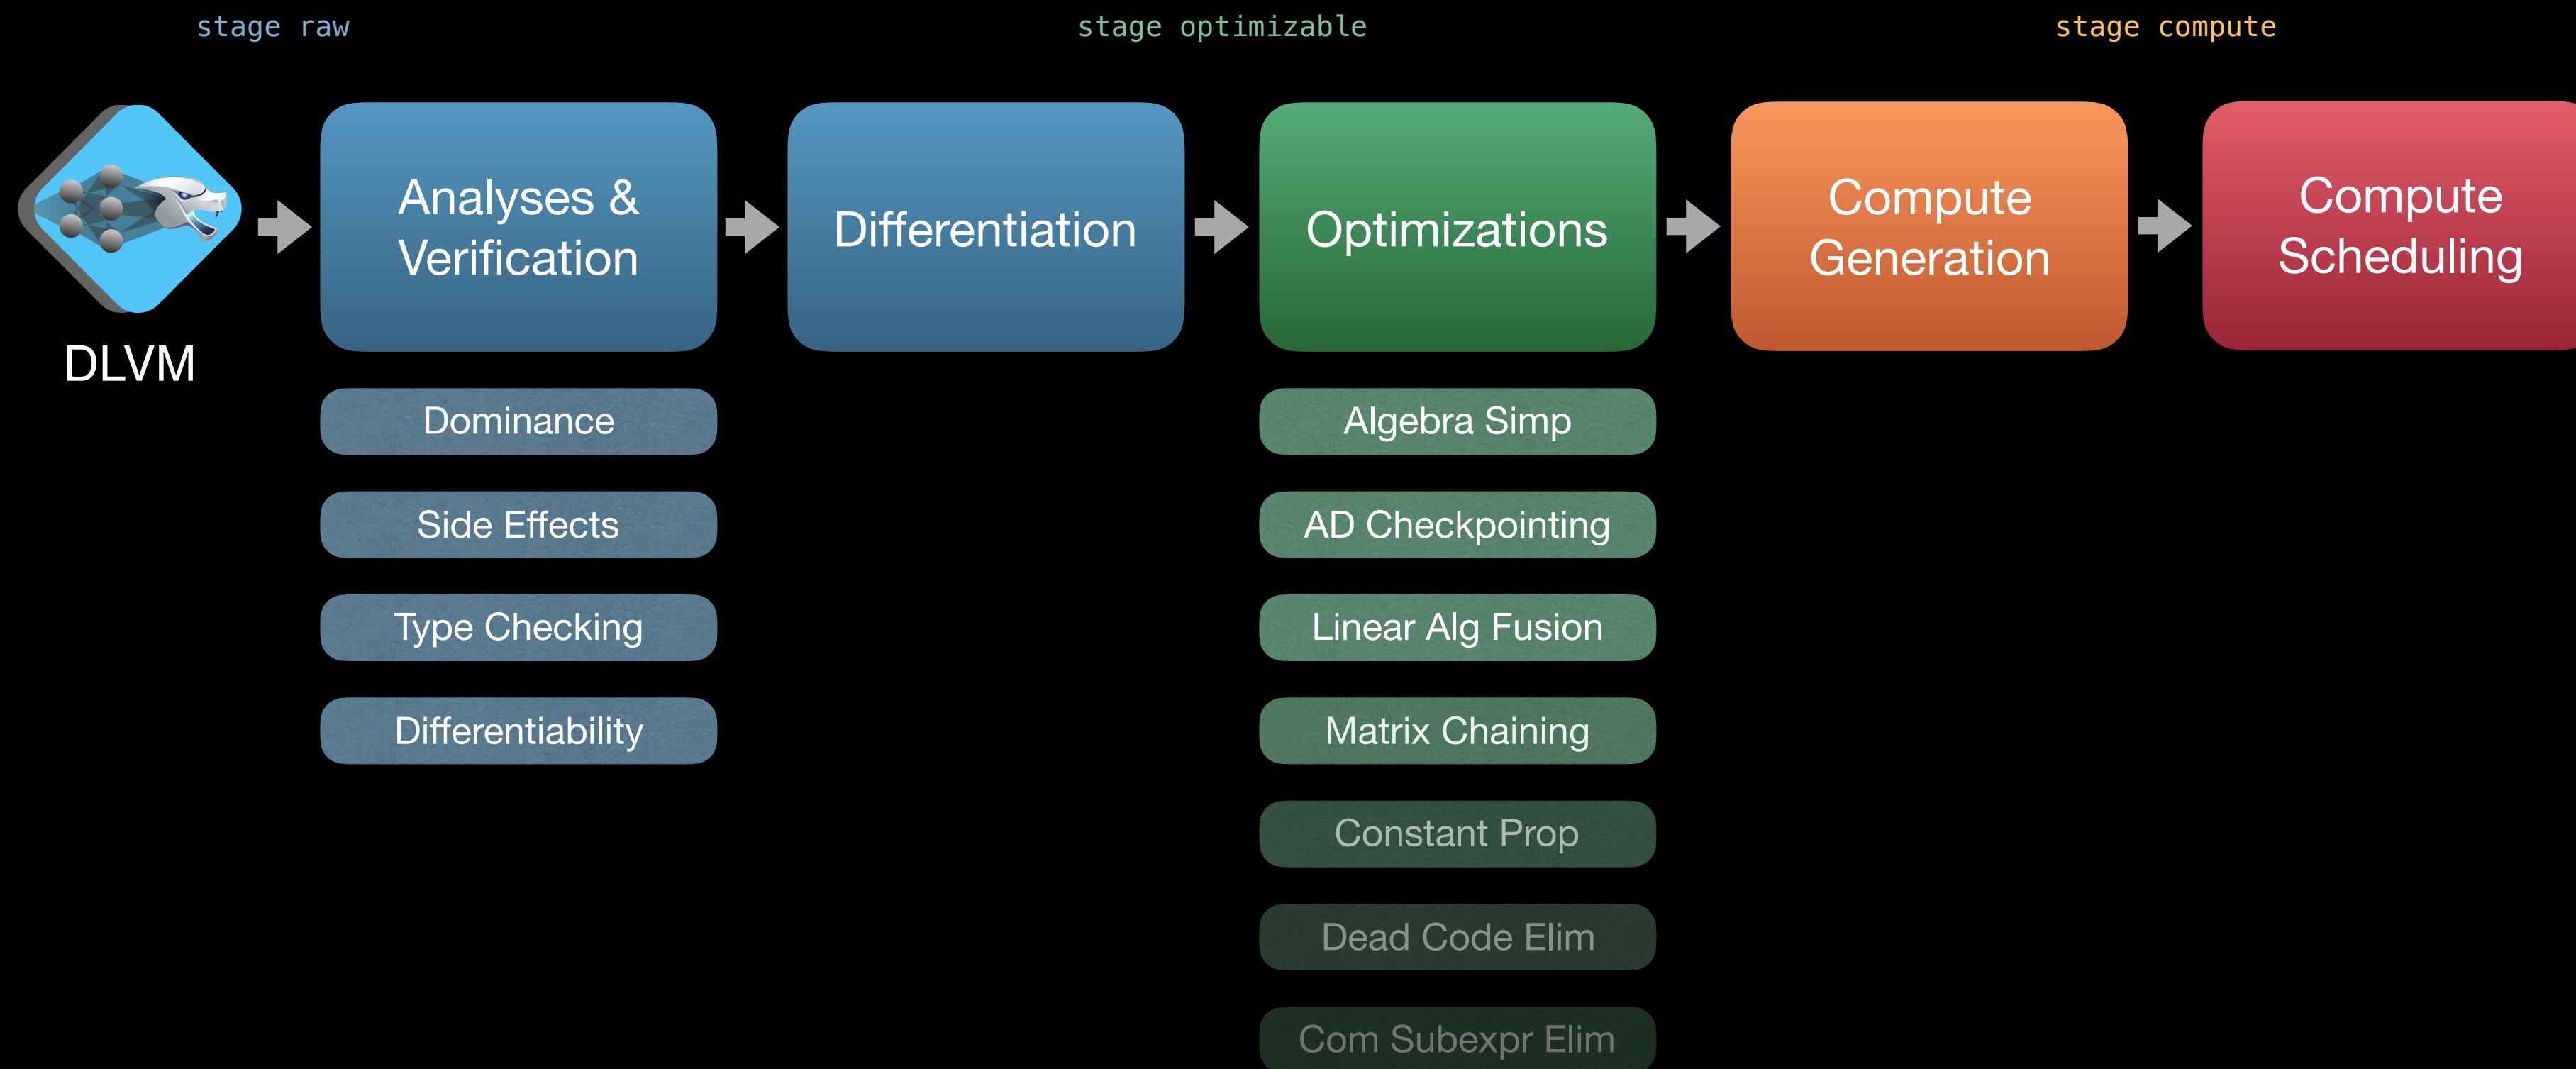 stage raw
stage optimizable
stage compute
DLVM
Analyses &
Verification
Differentiation
Optimizations
Compute
Generation
Compute
Scheduling
Dominance
Side Effects
Type Checking
Differentiability
Algebra Simp
AD Checkpointing
Linear Alg Fusion
Matrix Chaining
Constant Prop
Dead Code Elim
Com Subexpr Elim